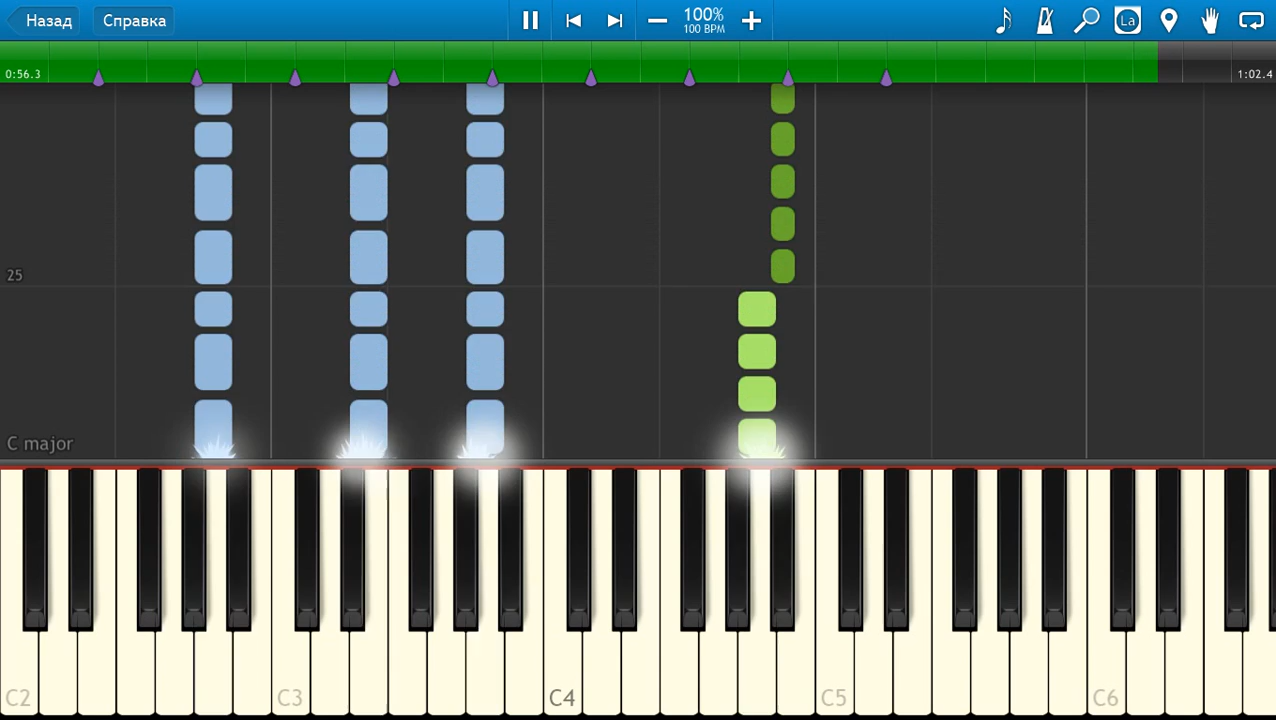 Назад
Справка
100%
100 BPM
La
0:56.3
1:02.4
25
C major
C2
C3
C4
C5
C6